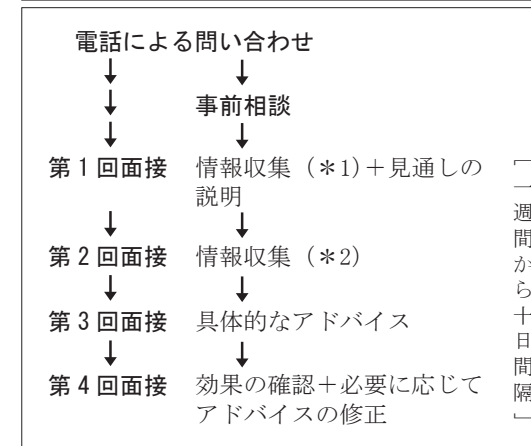 電話による問い合わせ
事前相談
第1回面接 情報収集(＊1)＋見通しの
説明
第2回面接 情報収集(＊2)
第3回面接 具体的なアドバイス
第4回面接 効果の確認＋必要に応じて
アドバイスの修正
[一週間から十日間隔]